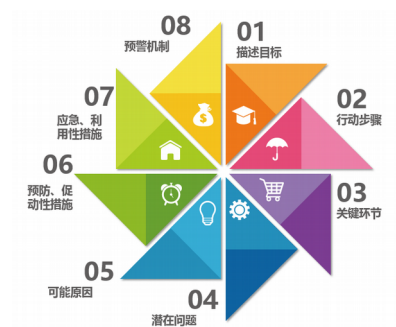 01
描述目标
02
行动步骤
03
关键环节
04
潜在问题
05
可能原因
06
预防、促
动性措施
07
应急、利
用性措施
08
预警机制